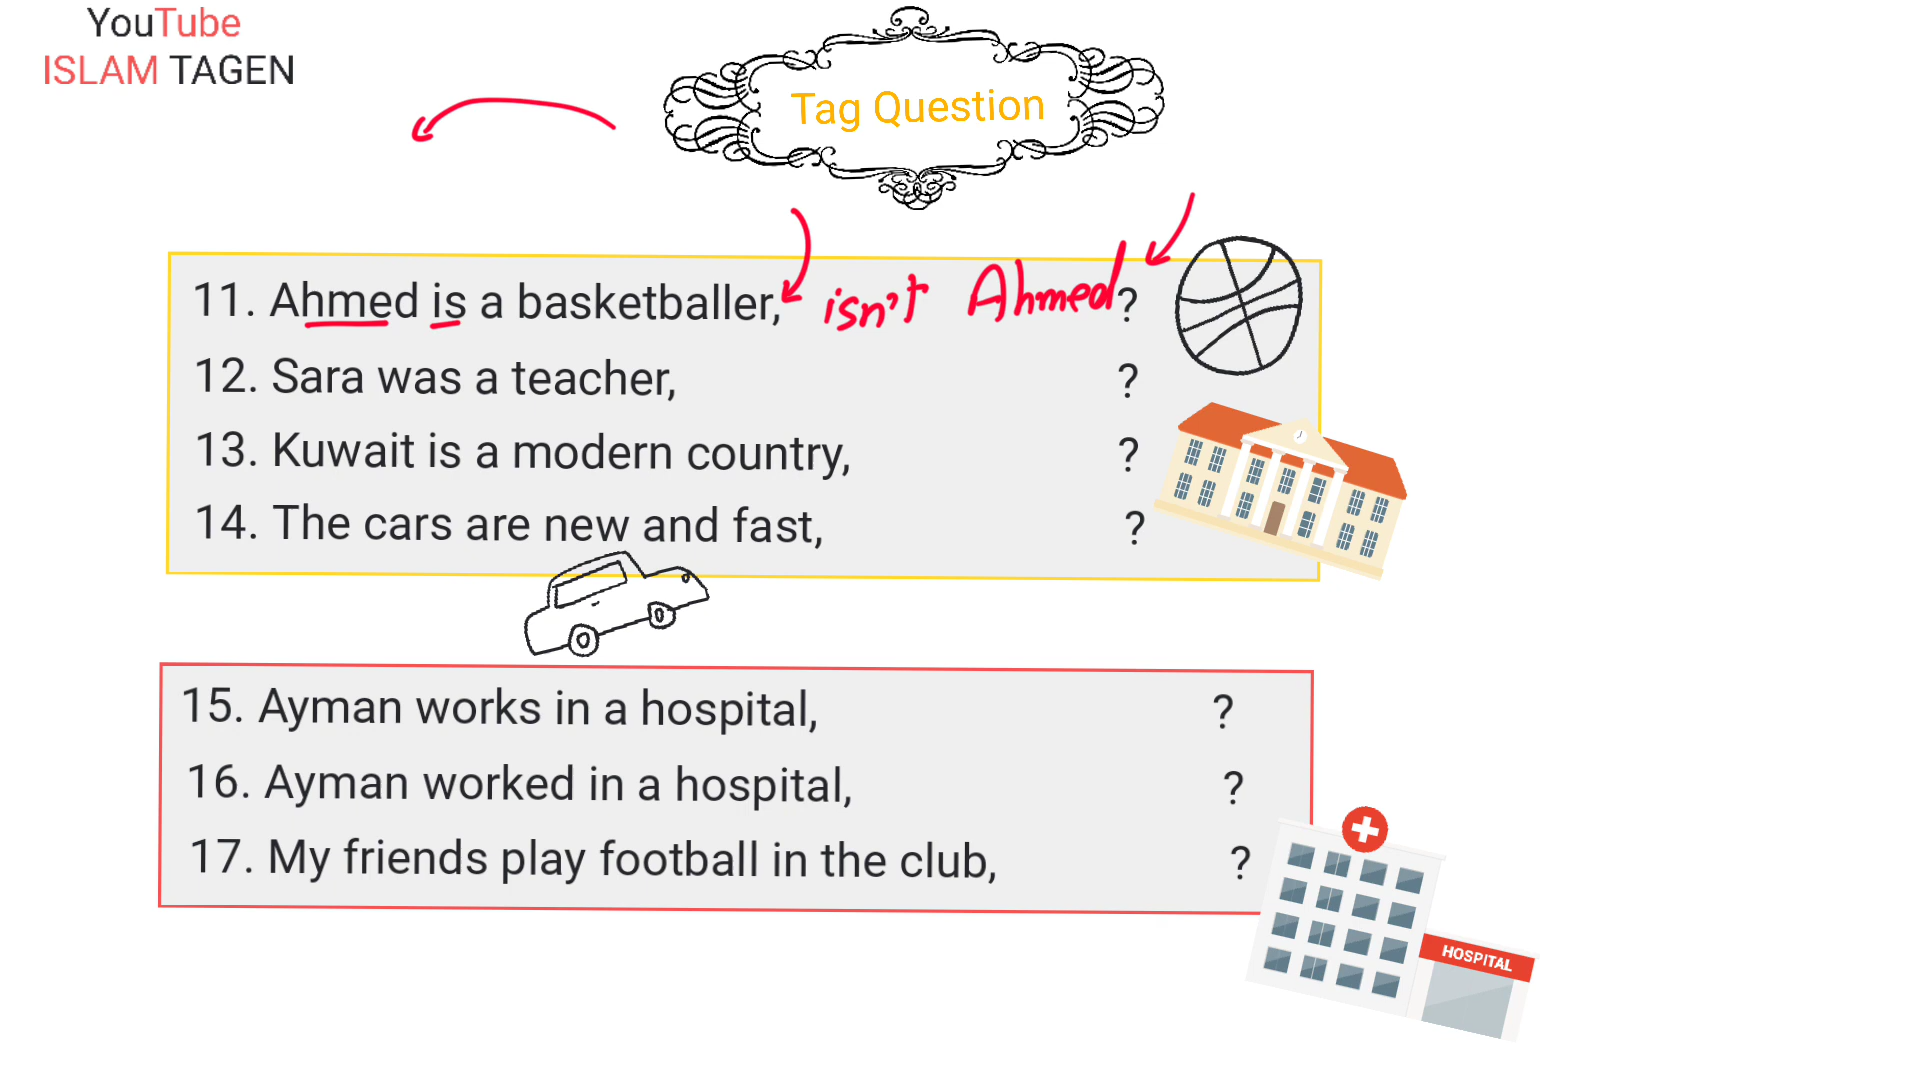 YouTube
ISLAM TAGEN
Tag Question
11. Ahmed is a basketballer, isn't Ahmed ?
12. Sara was a teacher, ?
13. Kuwait is a modern country, ?
14. The cars are new and fast, ?
15. Ayman works in a hospital, ?
16. Ayman worked in a hospital, ?
17. My friends play football in the club, ?
HOSPITAL